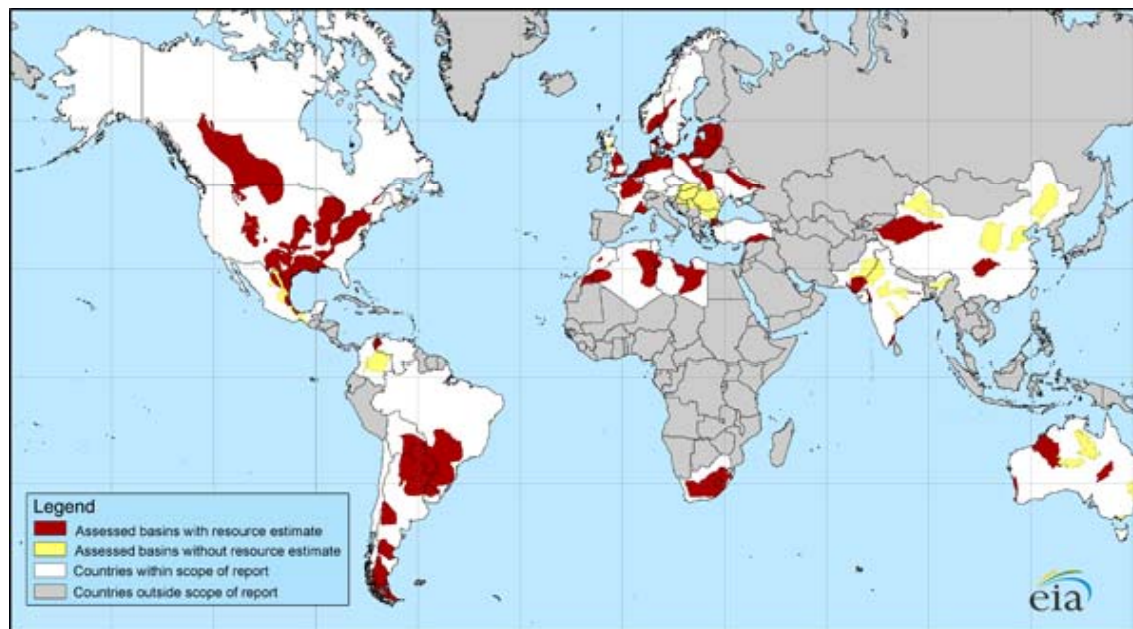 Legend
Assessed basins with resource estimate
Assessed basins without resource estimate
Countries within scope of report
Countries outside scope of report
eia